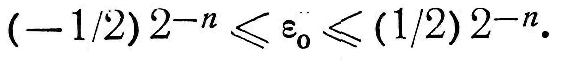 (−1/2) 2⁻ⁿ ⩽ ε₀ ⩽ (1/2) 2⁻ⁿ.